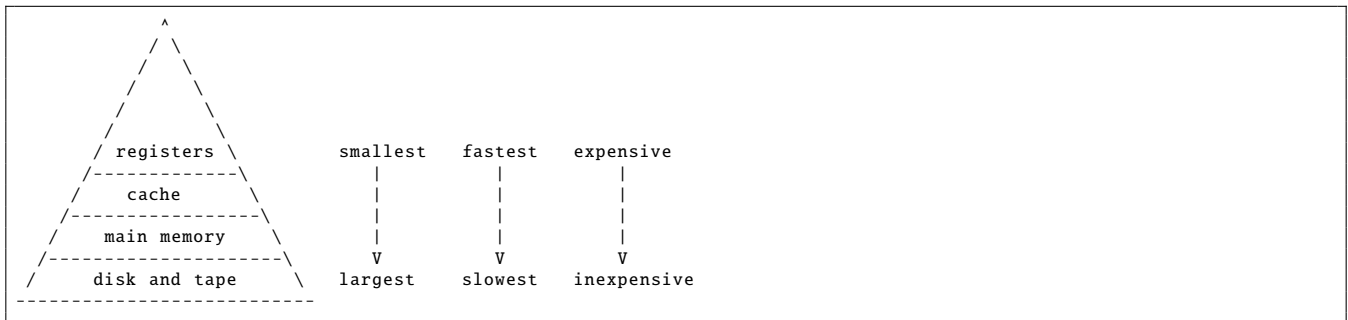 registers smallest fastest expensive
cache
main memory
disk and tape largest slowest inexpensive